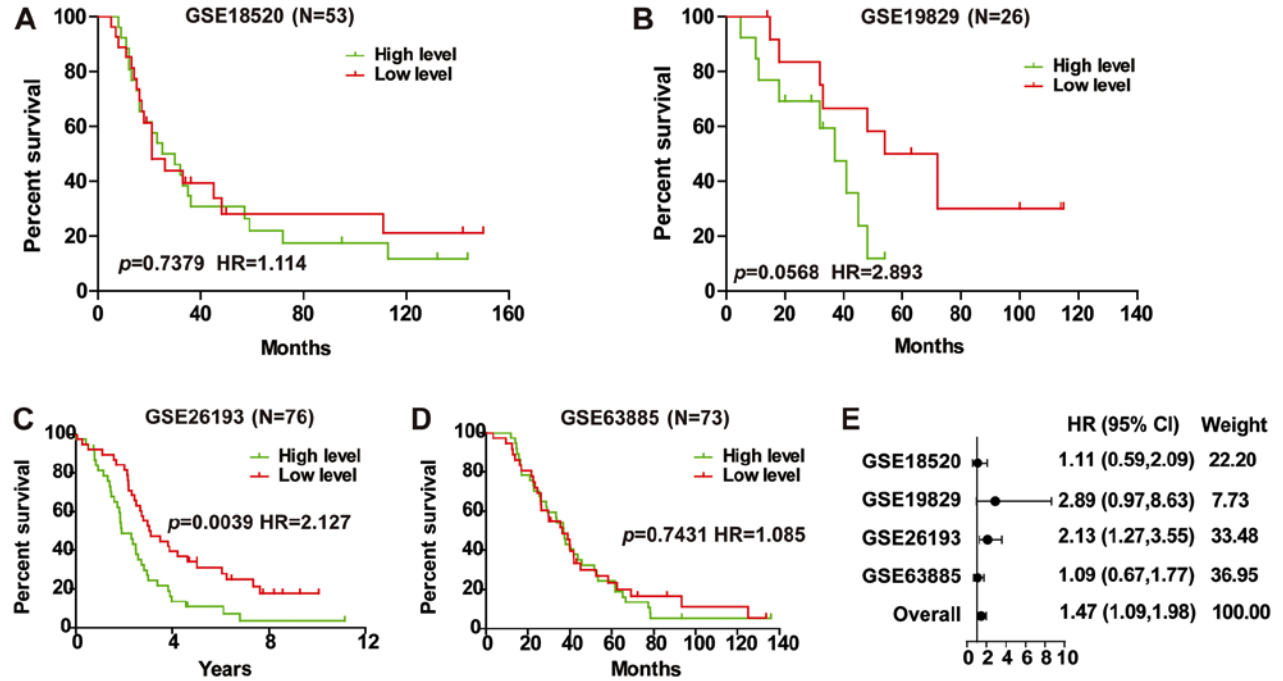 A
GSE18520 (N=53)
Percent survival
100
80
60
40
20
0
High level
Low level
p=0.7379 HR=1.114
0 40 80 120 160
Months
B
GSE19829 (N=26)
Percent survival
100
80
60
40
20
0
High level
Low level
p=0.0568 HR=2.893
0 20 40 60 80 100 120 140
Months
C
GSE26193 (N=76)
Percent survival
100
80
60
40
20
0
High level
Low level
p=0.0039 HR=2.127
0 4 8 12
Years
D
GSE63885 (N=73)
Percent survival
100
80
60
40
20
0
High level
Low level
p=0.7431 HR=1.085
0 20 40 60 80 100 120 140
Months
E
HR (95% CI) Weight
GSE18520 1.11 (0.59,2.09) 22.20
GSE19829 2.89 (0.97,8.63) 7.73
GSE26193 2.13 (1.27,3.55) 33.48
GSE63885 1.09 (0.67,1.77) 36.95
Overall 1.47 (1.09,1.98) 100.00
0 2 4 6 8 10